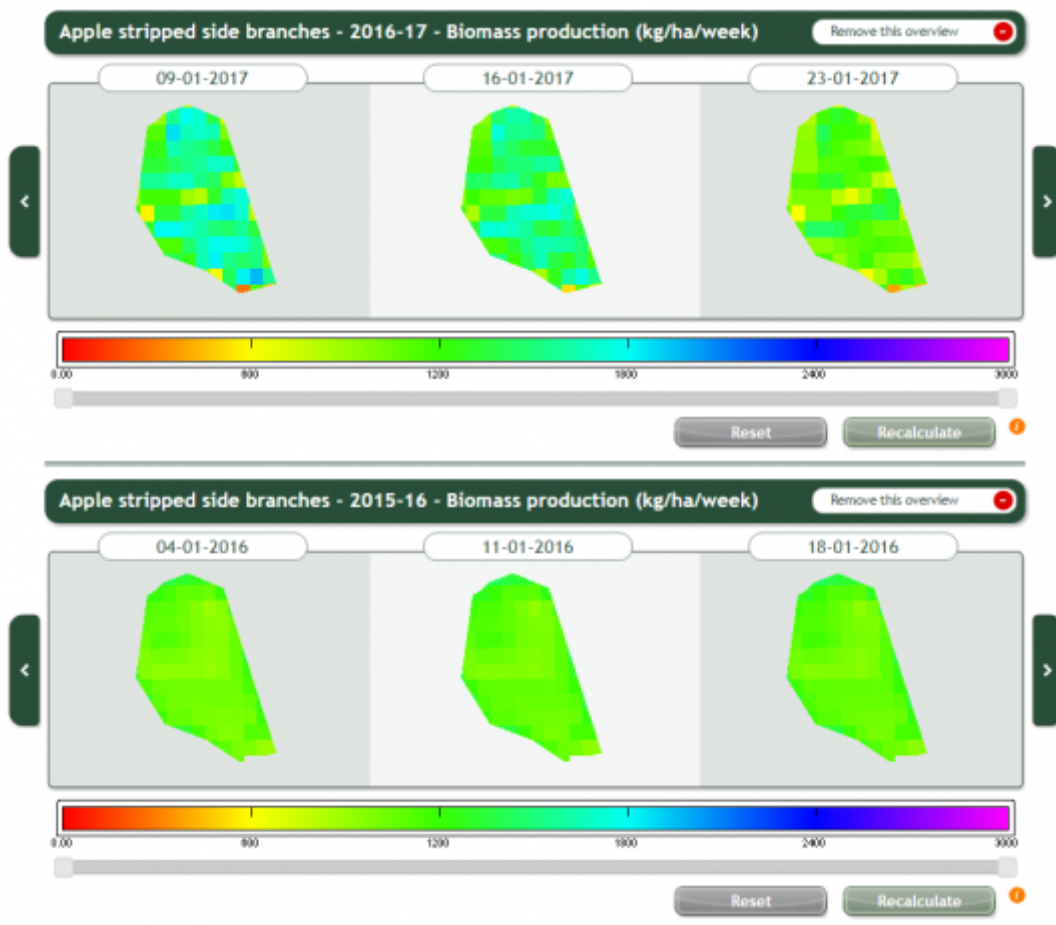 Apple stripped side branches - 2016-17 - Biomass production (kg/ha/week)
Remove this overview
09-01-2017
16-01-2017
23-01-2017
0.00 600 1200 1800 2400 3000
Reset
Recalculate
Apple stripped side branches - 2015-16 - Biomass production (kg/ha/week)
Remove this overview
04-01-2016
11-01-2016
18-01-2016
0.00 600 1200 1800 2400 3000
Reset
Recalculate